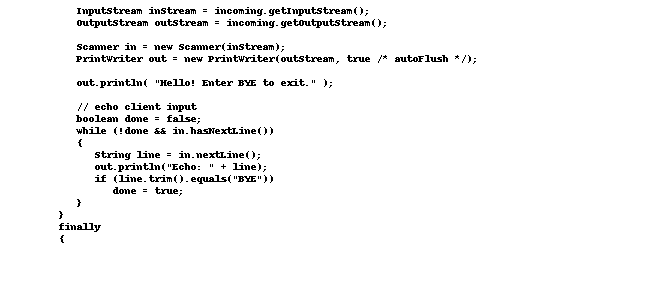 InputStream inStream = incoming.getInputStream();
OutputStream outStream = incoming.getOutputStream();
Scanner in = new Scanner(inStream);
PrintWriter out = new PrintWriter(outStream, true /* autoFlush */);
out.println( "Hello! Enter BYE to exit." );
// echo client input
boolean done = false;
while (!done && in.hasNextLine())
{
String line = in.nextLine();
out.println("Echo: " + line);
if (line.trim().equals("BYE"))
done = true;
}
}
finally
{